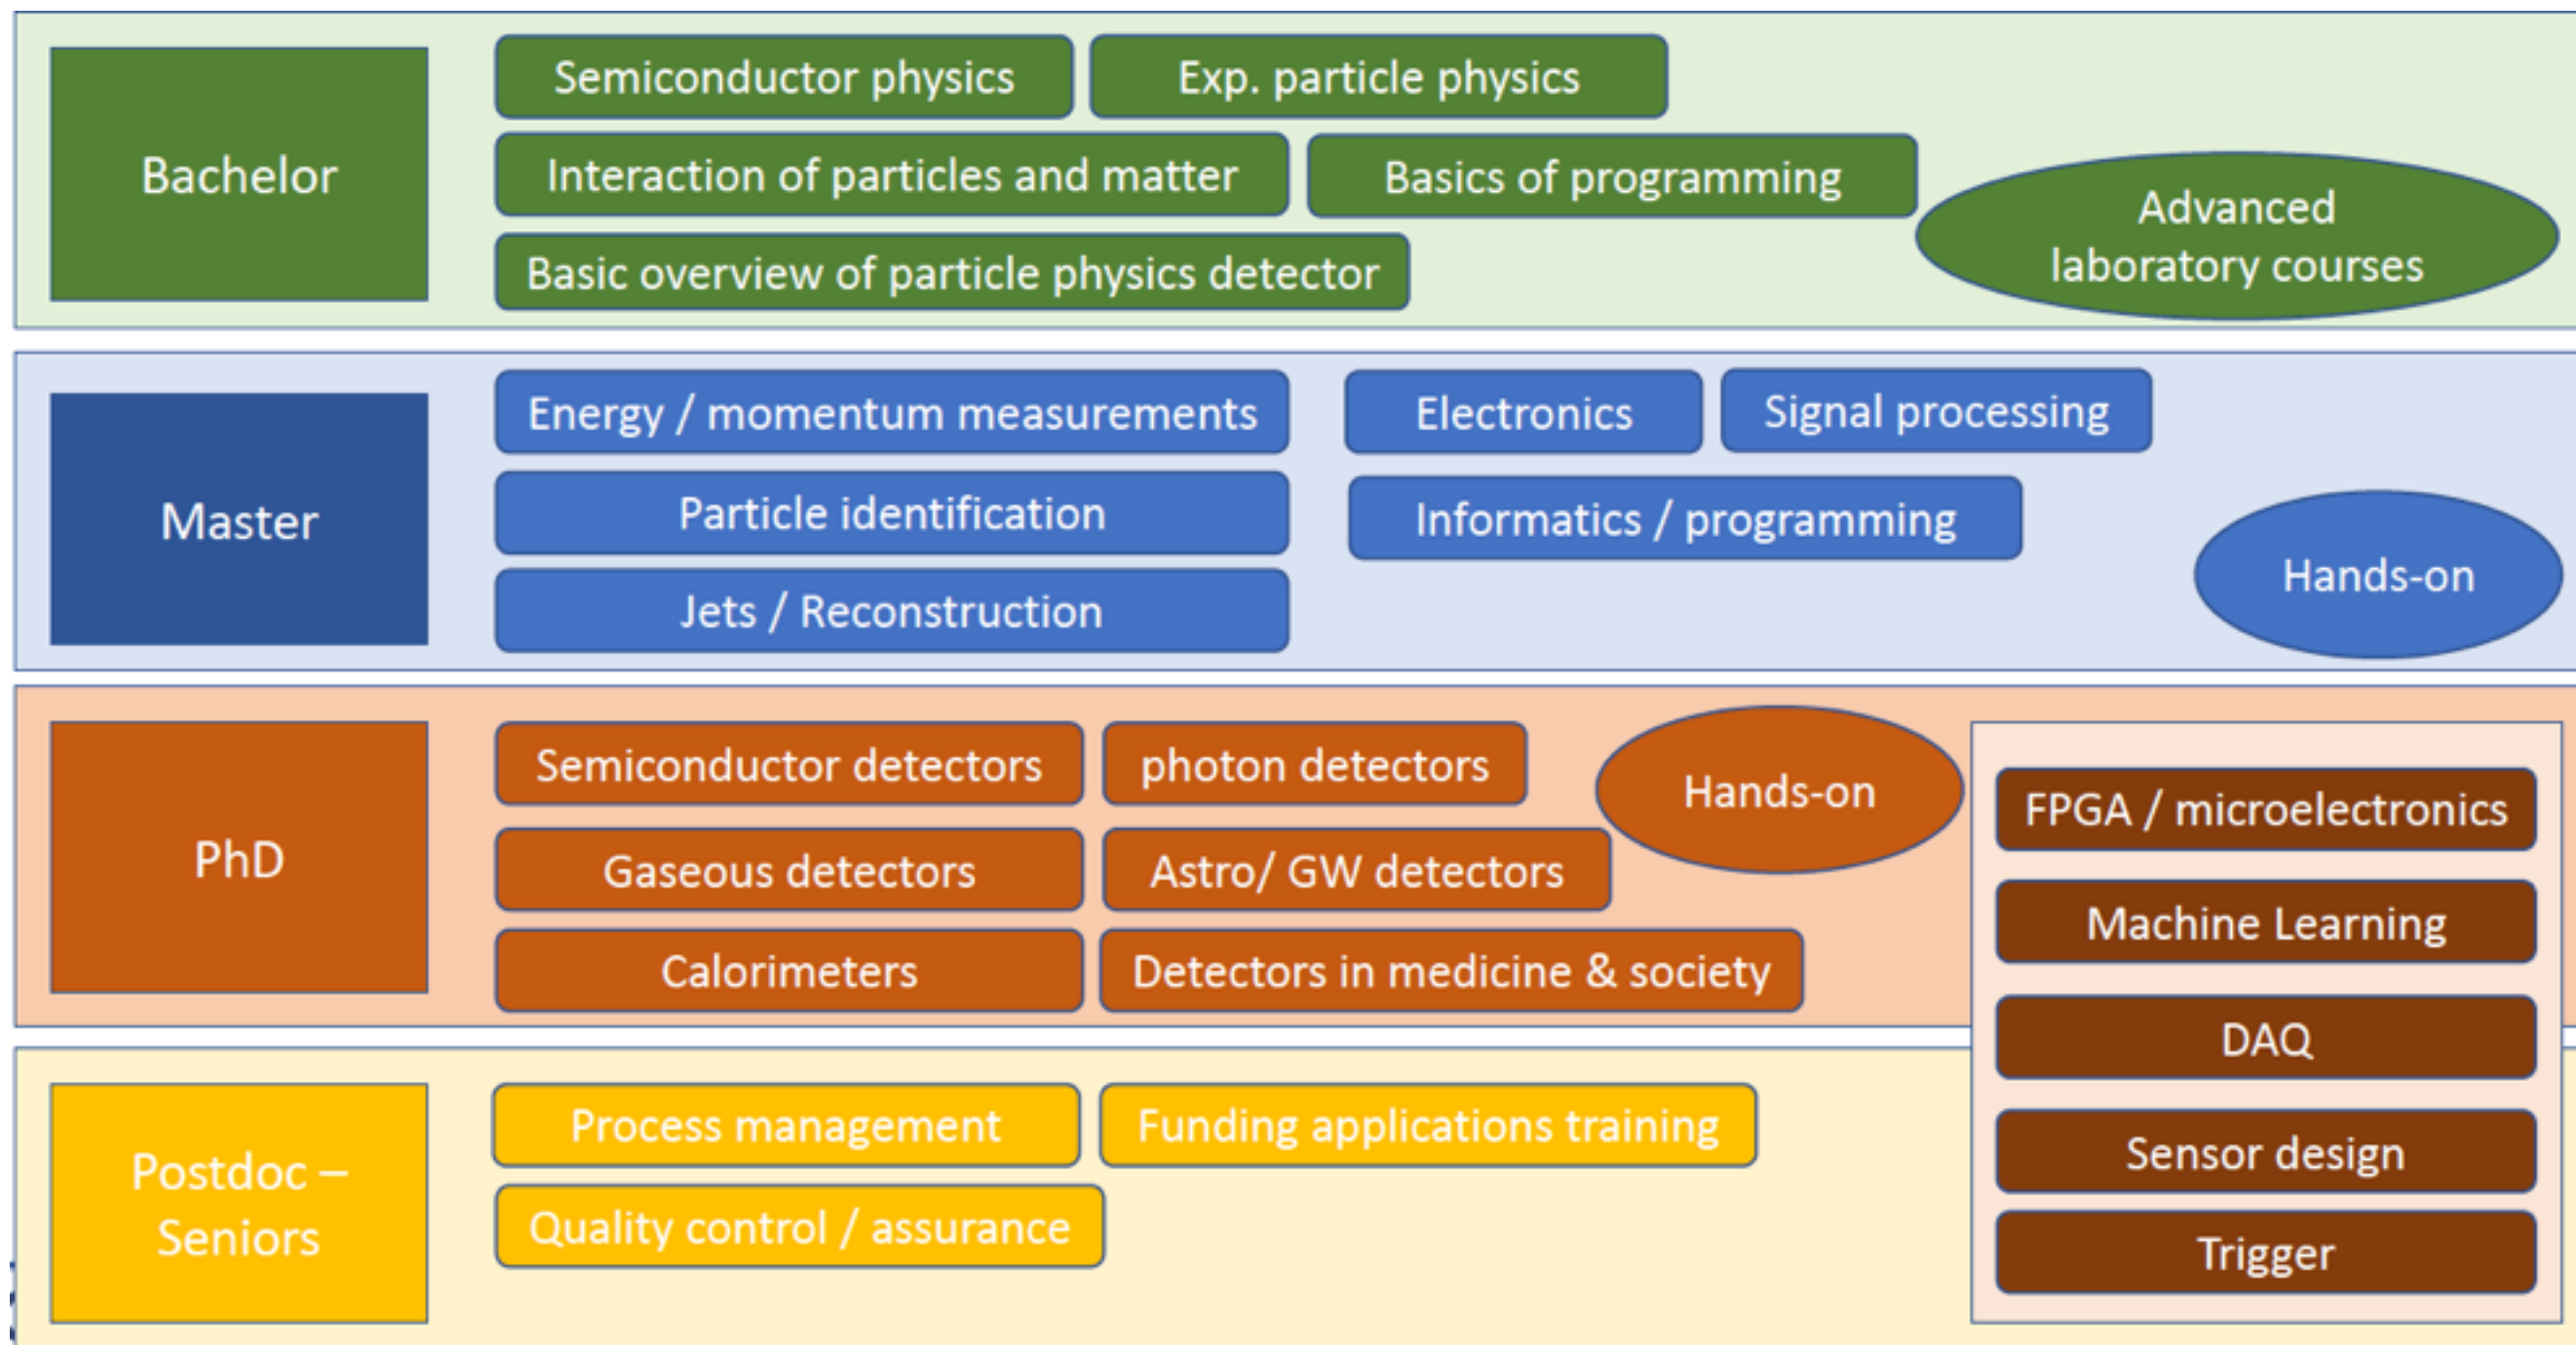 Bachelor
Semiconductor physics
Exp. particle physics
Interaction of particles and matter
Basics of programming
Basic overview of particle physics detector
Advanced
laboratory courses
Master
Energy / momentum measurements
Electronics
Signal processing
Particle identification
Informatics / programming
Jets / Reconstruction
Hands-on
PhD
Semiconductor detectors
photon detectors
Gaseous detectors
Astro/ GW detectors
Calorimeters
Detectors in medicine & society
Hands-on
FPGA / microelectronics
Machine Learning
DAQ
Sensor design
Trigger
Postdoc –
Seniors
Process management
Funding applications training
Quality control / assurance